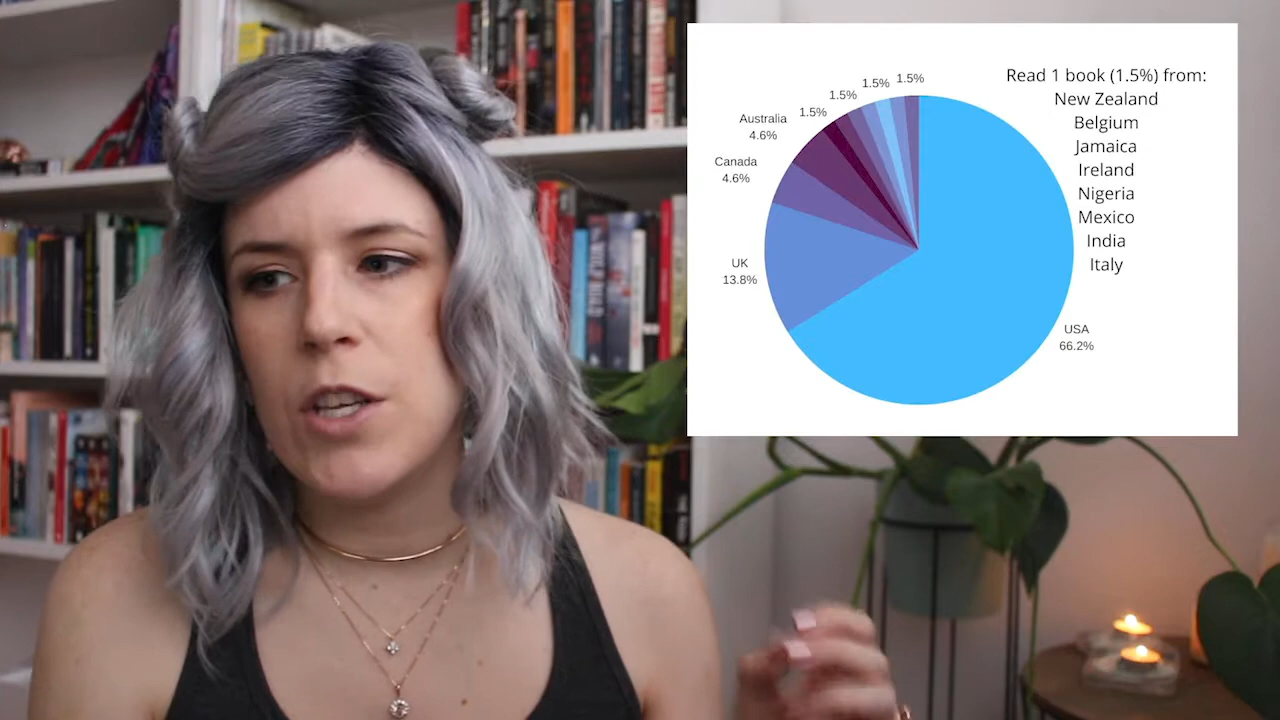 Read 1 book (1.5%) from:
New Zealand
Belgium
Jamaica
Ireland
Nigeria
Mexico
India
Italy
1.5%
1.5%
1.5%
1.5%
Australia
4.6%
Canada
4.6%
UK
13.8%
USA
66.2%